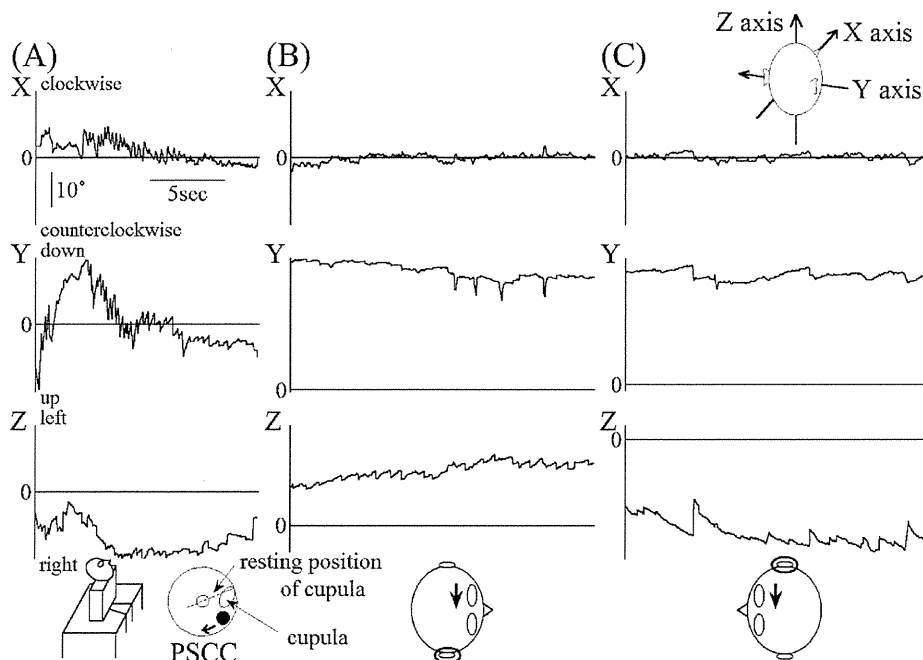 (A)
(B)
(C)
Z axis
X axis
Y axis
X
clockwise
0
10°
5sec
counterclockwise
X
0
X
0
Y
down
0
up
Y
0
Y
0
Z
left
0
right
Z
0
Z
0
resting position
of cupula
cupula
PSCC